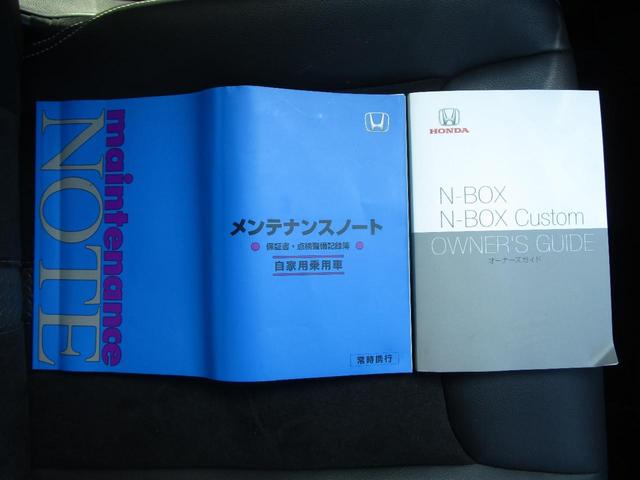 maintenance
NOTE
メンテナンスノート
保証書・点検整備記録簿
自家用乗用車
常時携行
HONDA
N-BOX
N-BOX Custom
OWNER'S GUIDE
オーナーズガイド